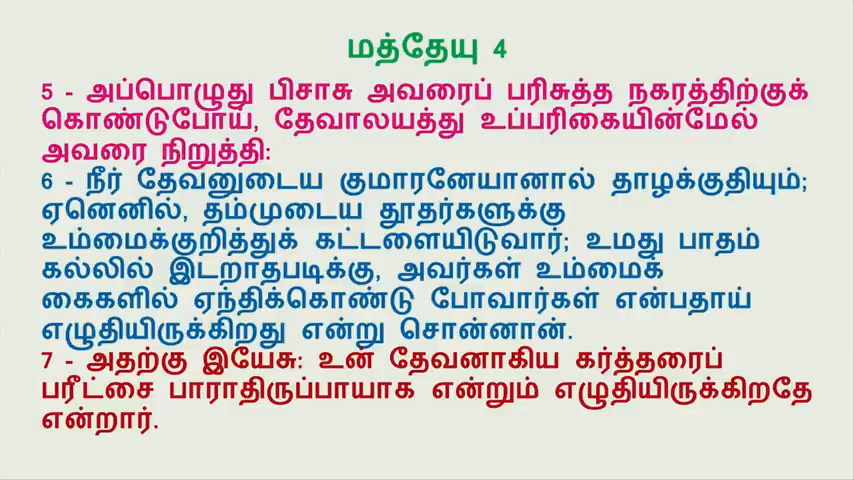 மத்தேயு 4
5 - அப்பொழுது பிசாசு அவரைப் பரிசுத்த நகரத்திற்குக்
கொண்டுபோய், தேவாலயத்து உப்பரிகையின்மேல்
அவரை நிறுத்தி:
6 - நீர் தேவனுடைய குமாரனேயானால் தாழக்குதியும்;
ஏனெனில், தம்முடைய தூதர்களுக்கு
உம்மைக்குறித்துக் கட்டளையிடுவார்; உமது பாதம்
கல்லில் இடறாதபடிக்கு, அவர்கள் உம்மைக்
கைகளில் ஏந்திக்கொண்டு போவார்கள் என்பதாய்
எழுதியிருக்கிறது என்று சொன்னான்.
7 - அதற்கு இயேசு: உன் தேவனாகிய கர்த்தரைப்
பரீட்சை பாராதிருப்பாயாக என்றும் எழுதியிருக்கிறதே
என்றார்.